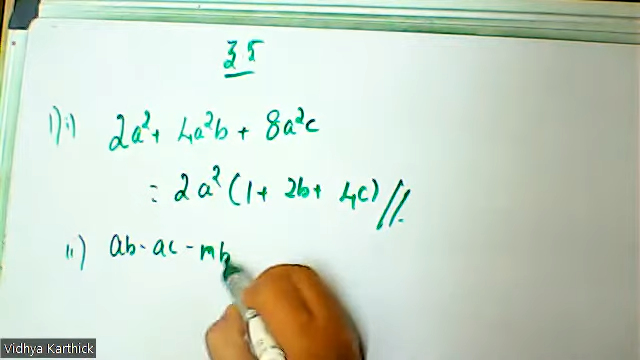 3.5
1) i) 2a² + 4a²b + 8a²c
= 2a² (1 + 2b + 4c) //
ii) ab - ac - mb
Vidhya Karthick